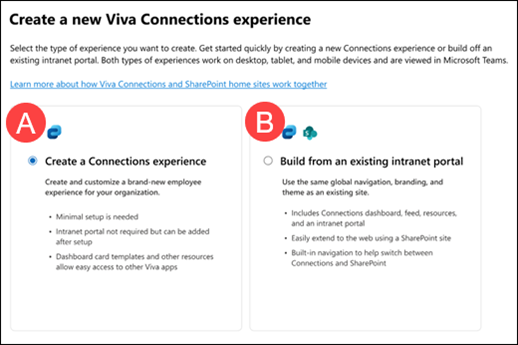 Create a new Viva Connections experience
Select the type of experience you want to create. Get started quickly by creating a new Connections experience or build off an
existing intranet portal. Both types of experiences work on desktop, tablet, and mobile devices and are viewed in Microsoft Teams.
Learn more about how Viva Connections and SharePoint home sites work together
A
Create a Connections experience
Create and customize a brand-new employee
experience for your organization.
• Minimal setup is needed
• Intranet portal not required but can be added
after setup
• Dashboard card templates and other resources
allow easy access to other Viva apps
B
Build from an existing intranet portal
Use the same global navigation, branding, and
theme as an existing site.
• Includes Connections dashboard, feed, resources,
and an intranet portal
• Easily extend to the web using a SharePoint site
• Built-in navigation to help switch between
Connections and SharePoint